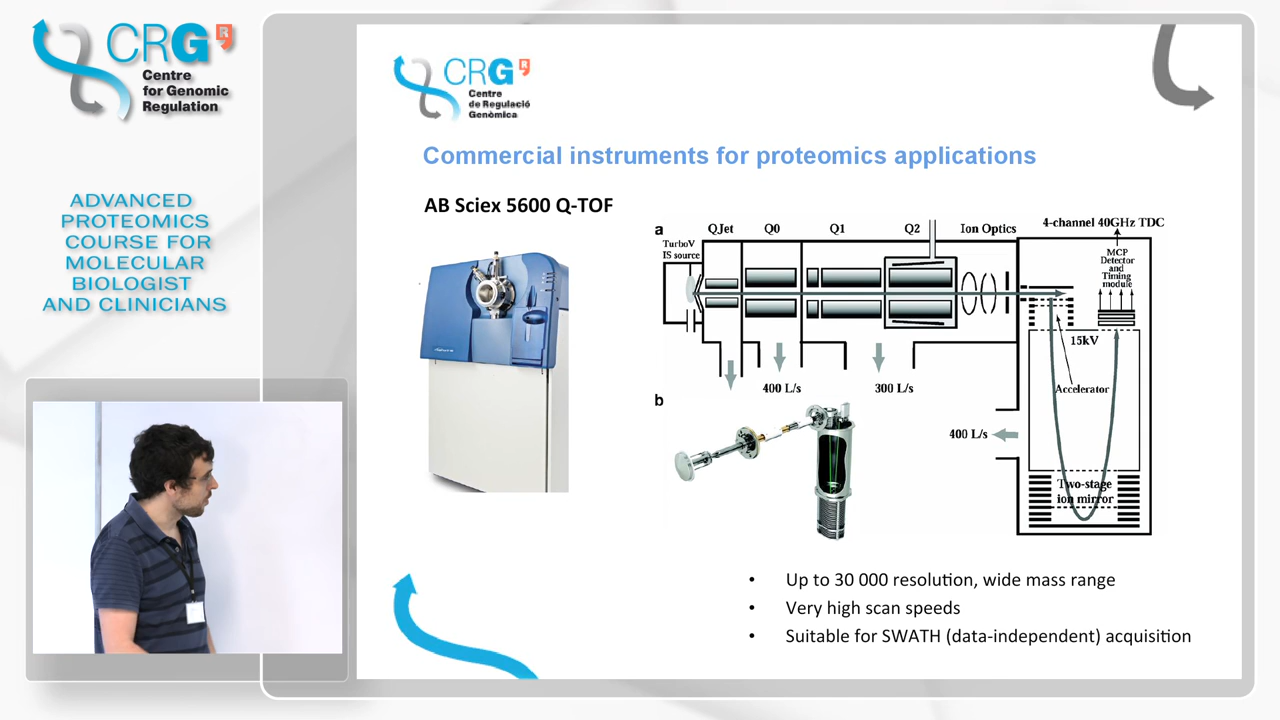 CRG
Centre
for Genomic
Regulation
ADVANCED
PROTEOMICS
COURSE FOR
MOLECULAR
BIOLOGIST
AND CLINICIANS
CRG
Centre
de Regulació
Genòmica
Commercial instruments for proteomics applications
AB Sciex 5600 Q-TOF
a
QJet
Q0
Q1
Q2
Ion Optics
4-channel 40GHz TDC
TurboV
IS source
MCP
Detector
and
Timing
module
15kV
Accelerator
400 L/s
300 L/s
b
400 L/s
Two-stage
ion mirror
• Up to 30 000 resolution, wide mass range
• Very high scan speeds
• Suitable for SWATH (data-independent) acquisition